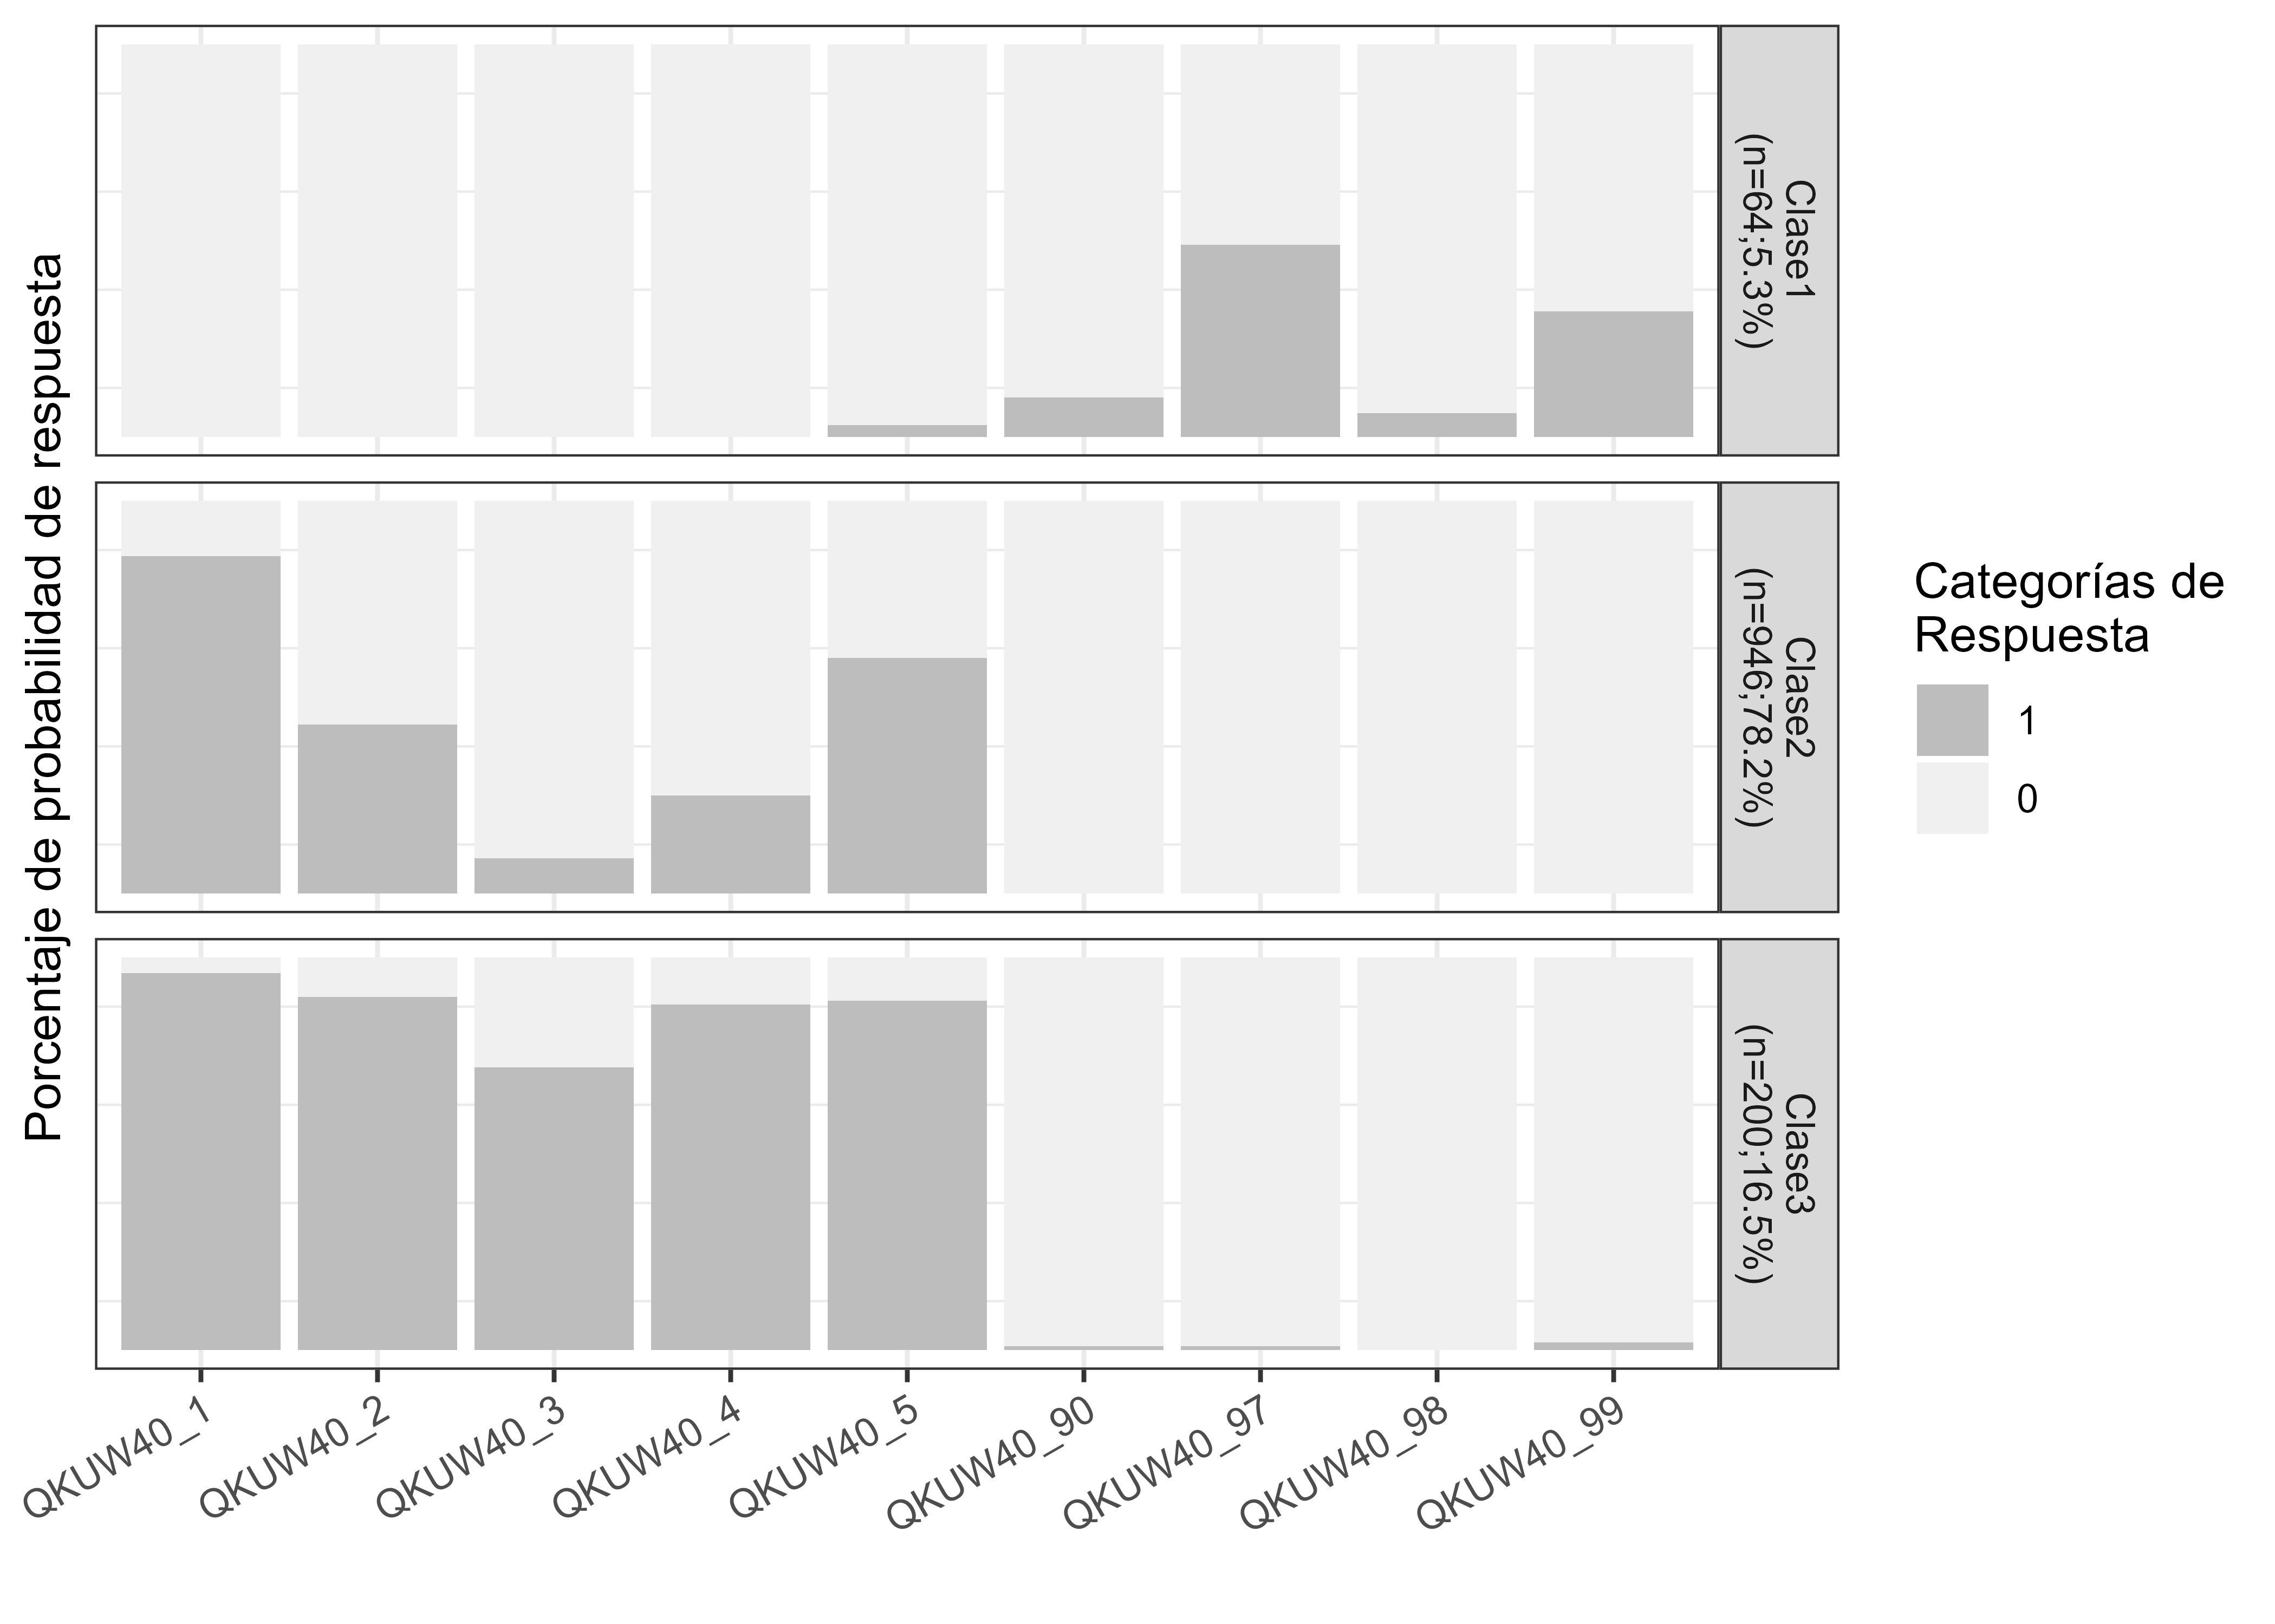 Porcentaje de probabilidad de respuesta
Clase1
(n=64;5.3%)
Clase2
(n=946;78.2%)
Clase3
(n=200;16.5%)
QKUW40_1
QKUW40_2
QKUW40_3
QKUW40_4
QKUW40_5
QKUW40_90
QKUW40_97
QKUW40_98
QKUW40_99
Categorías de
Respuesta
1
0